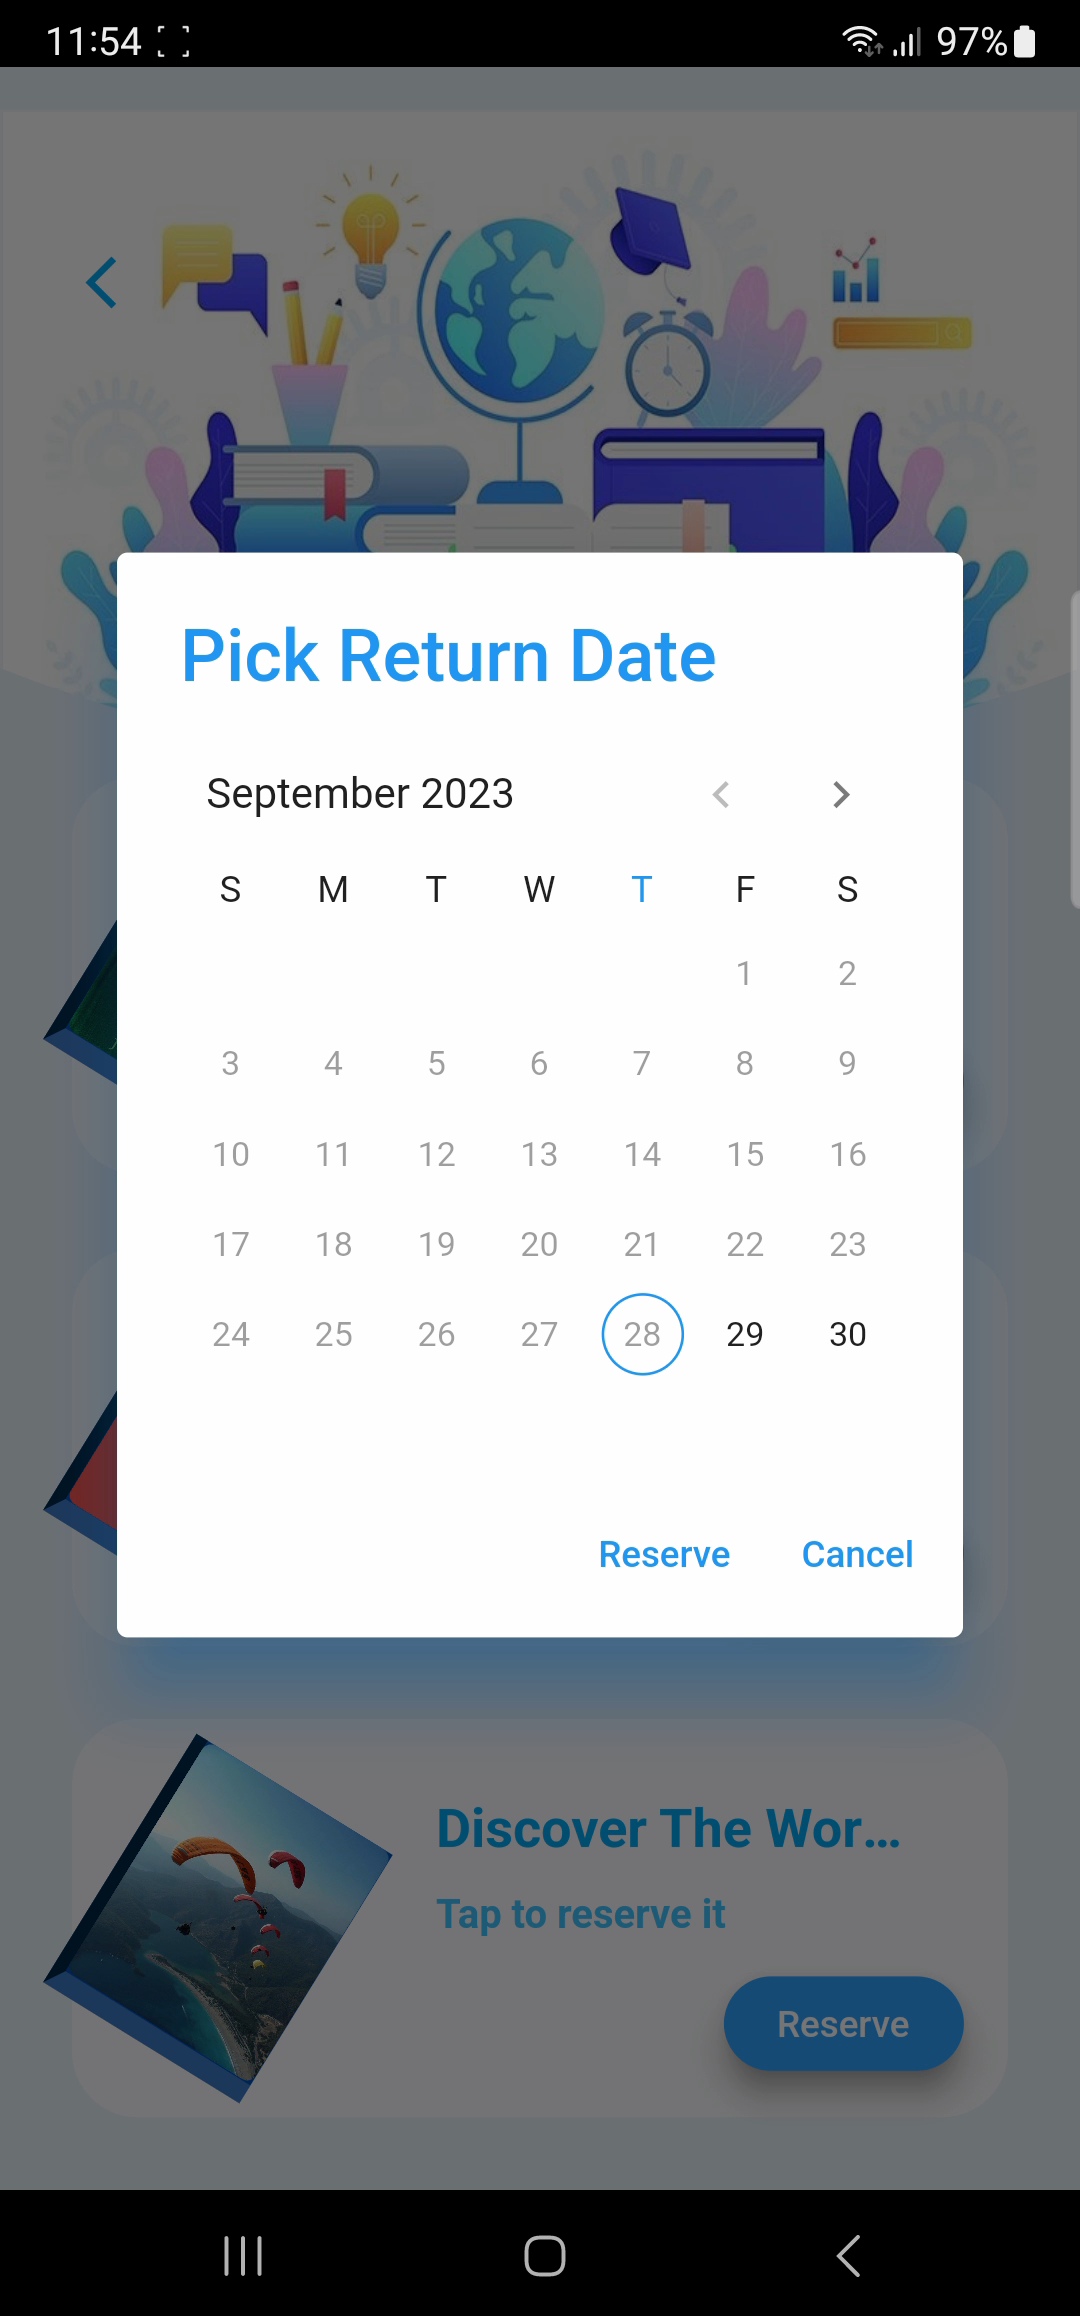 11:54 97%
Pick Return Date
September 2023
S M T W T F S
1 2
3 4 5 6 7 8 9
10 11 12 13 14 15 16
17 18 19 20 21 22 23
24 25 26 27 28 29 30
Reserve Cancel
Discover The Wor...
Tap to reserve it
Reserve